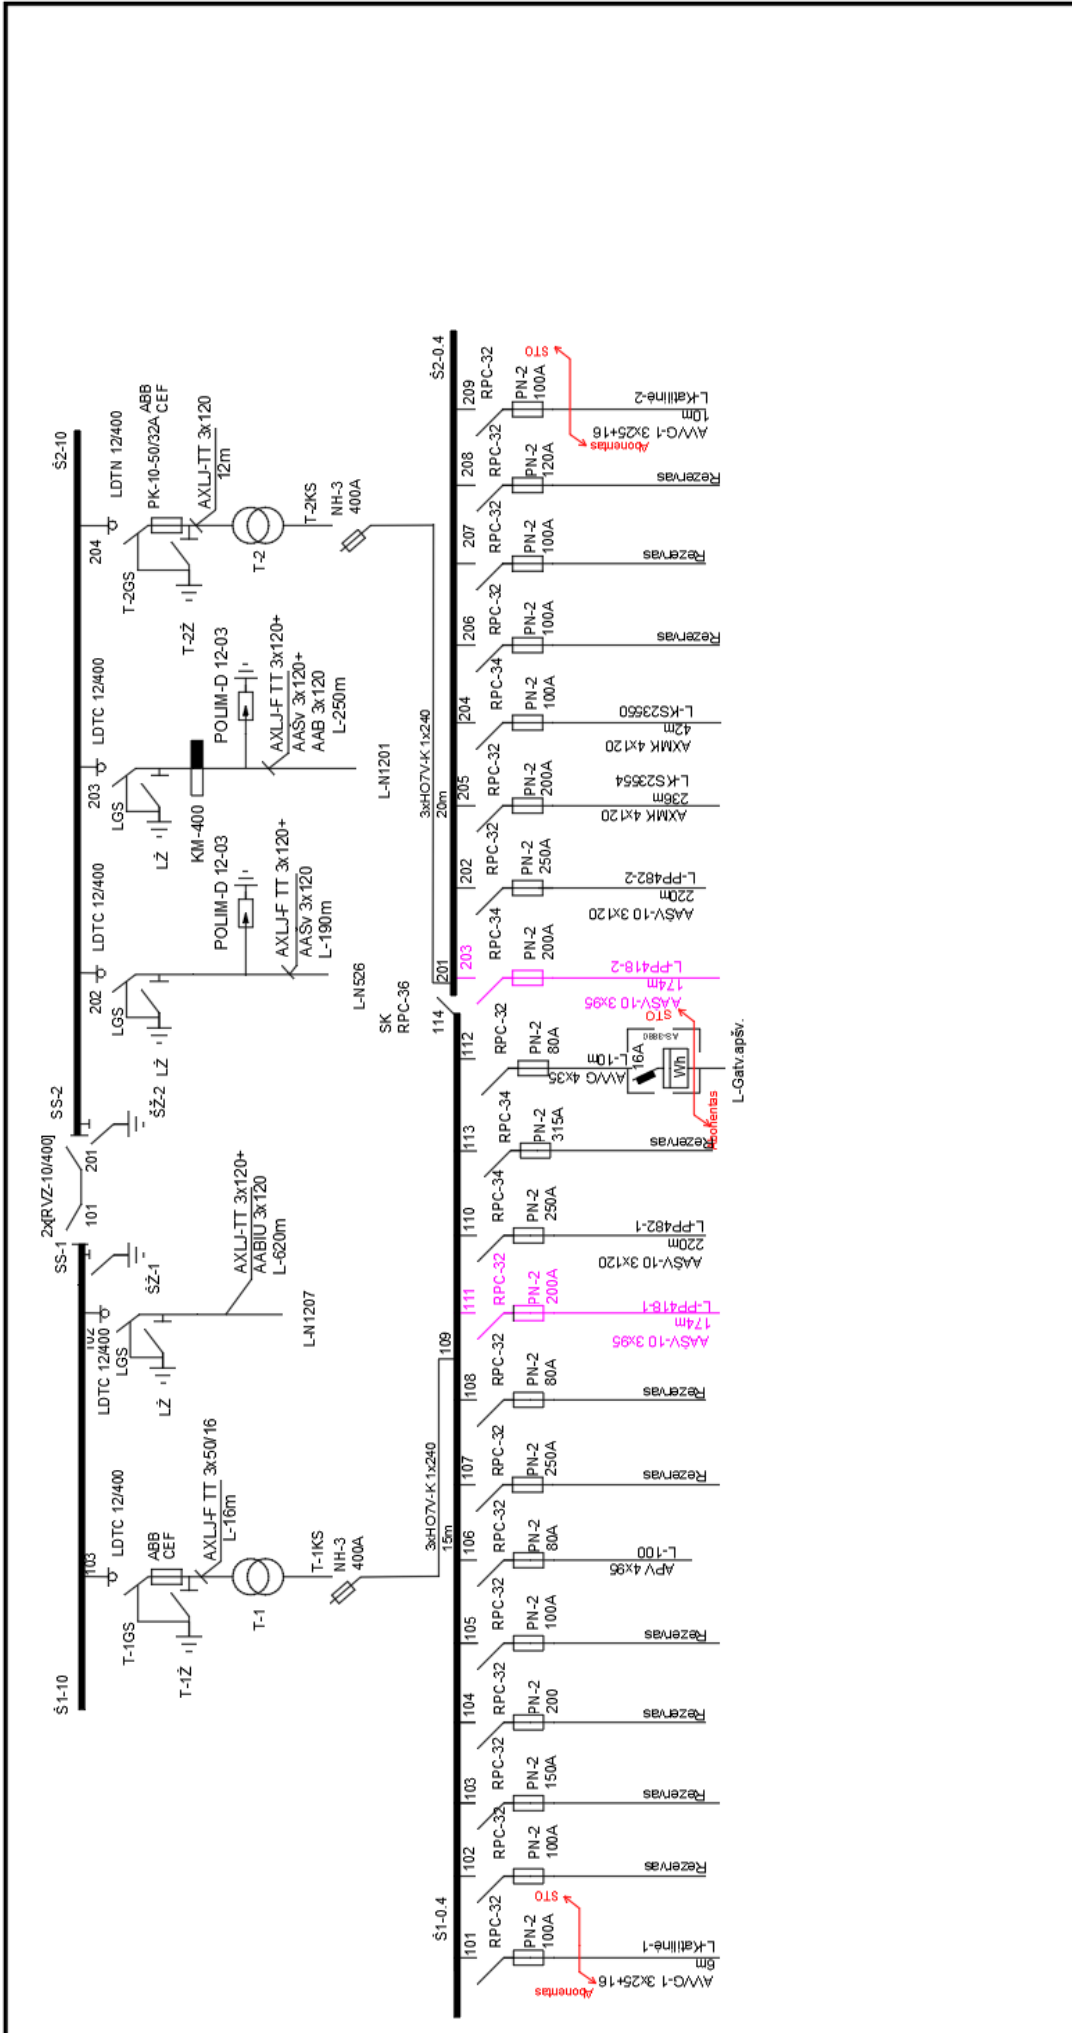 Š1-10
103
LDTC 12/400
T-1GS
ABB
CEF
T-1Ž
AXLJ-F TT 3x50/16
L-16m
T-1
T-1KS
NH-3
400A
3xHO7V-K 1x240
15m
109
102
LDTC 12/400
LGS
LŽ
AXLJ-TT 3x120+
AABIU 3x120
L-620m
L-N1207
SS-1
ŠŽ-1
2x[RVZ-10/400]
101
201
SS-2
ŠŽ-2
202
LDTC 12/400
LGS
LŽ
POLIM-D 12-03
AXLJ-F TT 3x120+
AAŠv 3x120
L-190m
L-N526
203
LDTC 12/400
LGS
LŽ
KM-400
POLIM-D 12-03
AXLJ-F TT 3x120+
AAŠv 3x120+
AAB 3x120
L-250m
L-N1201
Š2-10
204
LDTN 12/400
T-2GS
PK-10-50/32A
ABB
CEF
T-2Ž
AXLJ-TT 3x120
12m
T-2
T-2KS
NH-3
400A
3xHO7V-K 1x240
20m
201
SK
RPC-36
114
Š1-0.4
101
RPC-32
PN-2
100A
STO
Abonentas
AVVG-1 3x25+16
6m
L-Katilinė-1
102
RPC-32
PN-2
100A
Rezervas
103
RPC-32
PN-2
150A
Rezervas
104
RPC-32
PN-2
200
Rezervas
105
RPC-32
PN-2
100A
Rezervas
106
RPC-32
PN-2
80A
APV 4x95
L-100
107
RPC-32
PN-2
250A
Rezervas
108
RPC-32
PN-2
80A
Rezervas
111
RPC-32
PN-2
200A
AAŠV-10 3x95
174m
L-PP418-1
110
RPC-34
PN-2
250A
AAŠV-10 3x120
220m
L-PP482-1
113
RPC-34
PN-2
315A
Rezervas
112
RPC-32
PN-2
80A
AVVG 4x35
L-10m
16A
Wh
STO
Abonentas
L-Gatv.apšv.
203
RPC-34
PN-2
200A
AAŠV-10 3x95
174m
L-PP418-2
202
RPC-32
PN-2
250A
AAŠV-10 3x120
220m
L-PP482-2
205
RPC-32
PN-2
200A
AXMK 4x120
236m
L-KS23554
204
RPC-34
PN-2
100A
AXMK 4x120
42m
L-KS23550
206
RPC-32
PN-2
100A
Rezervas
207
RPC-32
PN-2
100A
Rezervas
208
RPC-32
PN-2
120A
Rezervas
Š2-0.4
209
RPC-32
PN-2
100A
STO
Abonentas
AVVG-1 3x25+16
10m
L-Katilinė-2